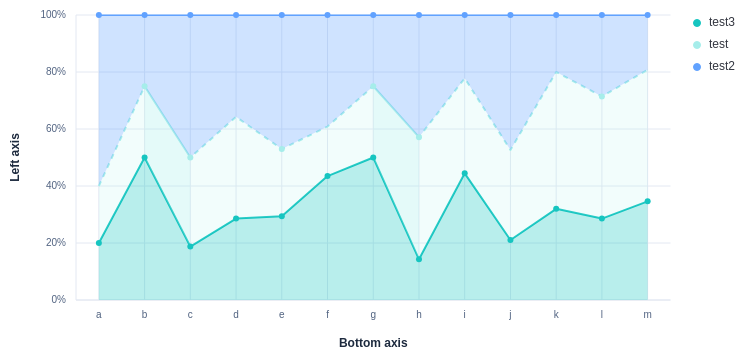 100%
80%
60%
40%
20%
0%
Left axis
a b c d e f g h i j k l m
Bottom axis
test3
test
test2